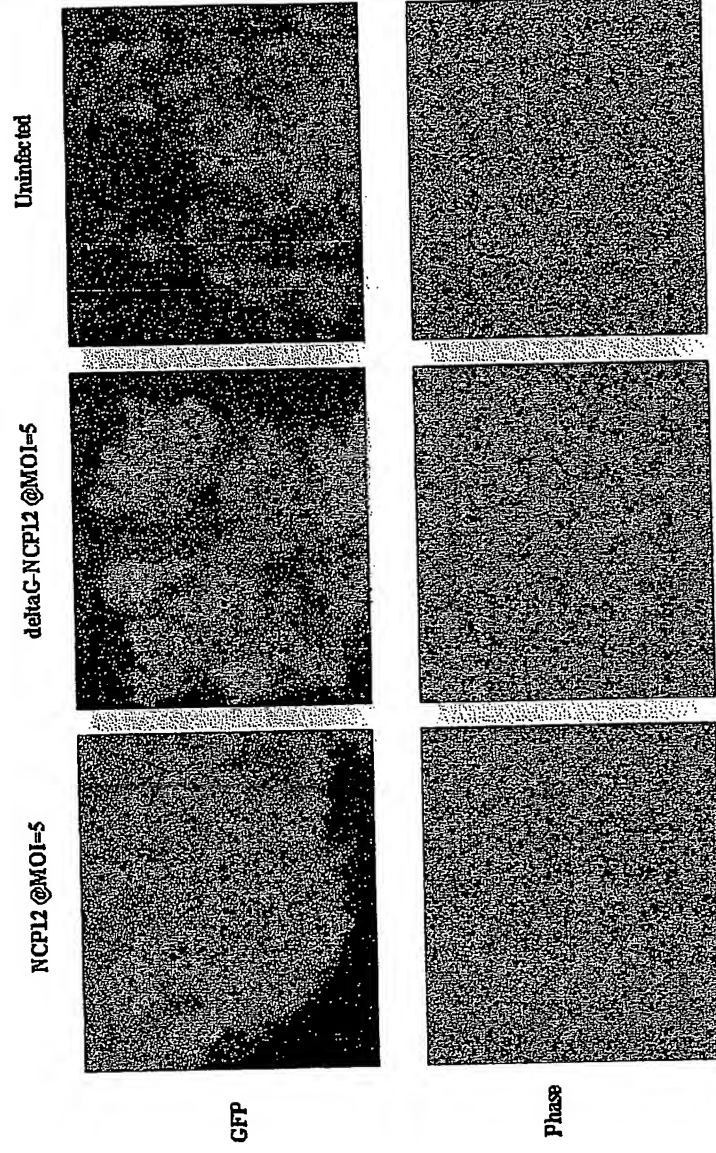 NCP12 @MOI=5
deltaG-NCP12 @MOI=5
Uninfected
GFP
Phase